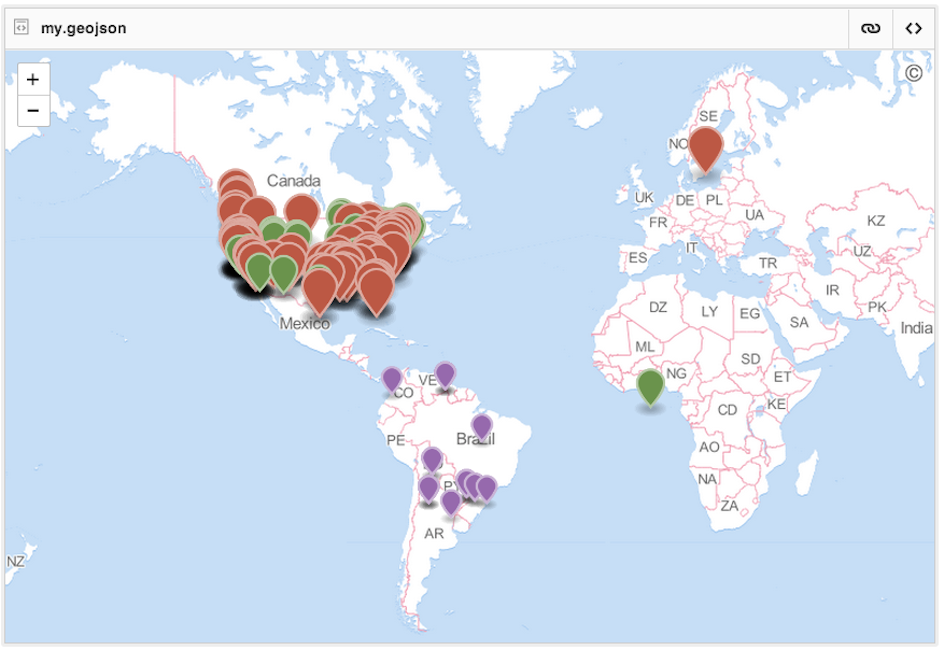 my.geojson
+
−
©
SE
NO
Canada
UK
DE
PL
UA
KZ
FR
IT
UZ
ES
TR
IR
PK
DZ
LY
EG
SA
India
Mexico
ML
SD
NG
ET
VE
CO
KE
CD
PE
Brazil
AO
NA
ZA
AR
NZ